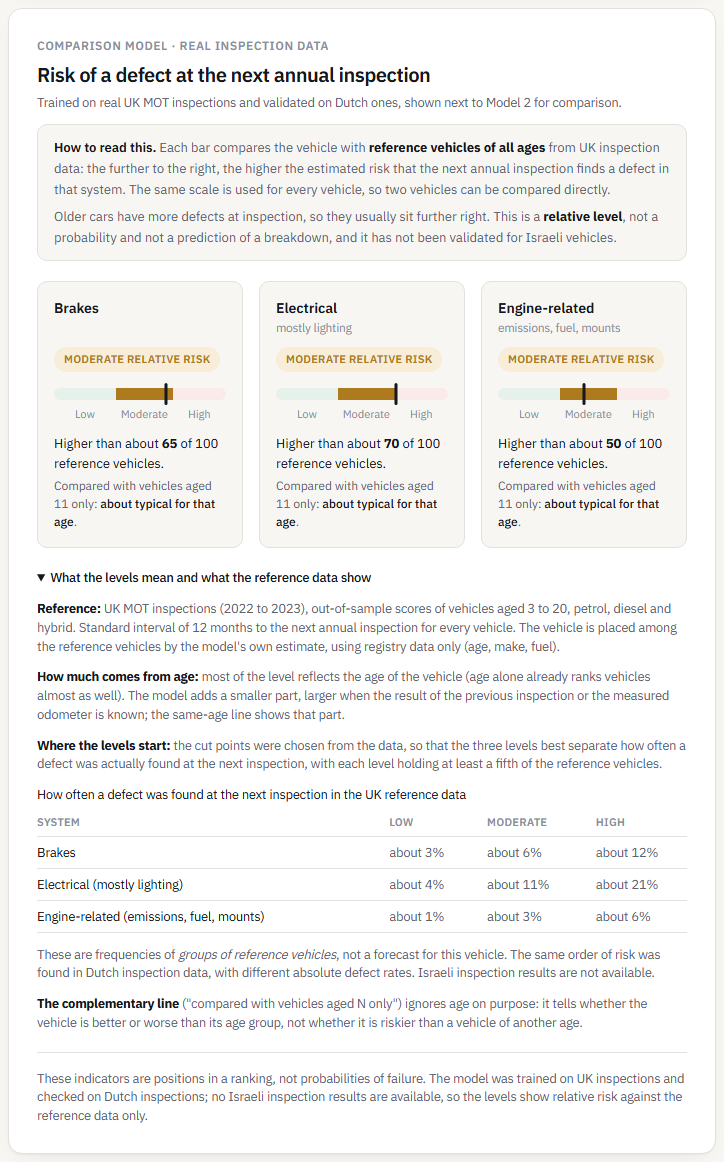 COMPARISON MODEL · REAL INSPECTION DATA
Risk of a defect at the next annual inspection
Trained on real UK MOT inspections and validated on Dutch ones, shown next to Model 2 for comparison.
How to read this. Each bar compares the vehicle with reference vehicles of all ages from UK inspection
data: the further to the right, the higher the estimated risk that the next annual inspection finds a defect in
that system. The same scale is used for every vehicle, so two vehicles can be compared directly.
Older cars have more defects at inspection, so they usually sit further right. This is a relative level, not a
probability and not a prediction of a breakdown, and it has not been validated for Israeli vehicles.
Brakes
MODERATE RELATIVE RISK
Low Moderate High
Higher than about 65 of 100
reference vehicles.
Compared with vehicles aged
11 only: about typical for that
age.
Electrical
mostly lighting
MODERATE RELATIVE RISK
Low Moderate High
Higher than about 70 of 100
reference vehicles.
Compared with vehicles aged
11 only: about typical for that
age.
Engine-related
emissions, fuel, mounts
MODERATE RELATIVE RISK
Low Moderate High
Higher than about 50 of 100
reference vehicles.
Compared with vehicles aged
11 only: about typical for that
age.
▼ What the levels mean and what the reference data show
Reference: UK MOT inspections (2022 to 2023), out-of-sample scores of vehicles aged 3 to 20, petrol, diesel and
hybrid. Standard interval of 12 months to the next annual inspection for every vehicle. The vehicle is placed among
the reference vehicles by the model's own estimate, using registry data only (age, make, fuel).
How much comes from age: most of the level reflects the age of the vehicle (age alone already ranks vehicles
almost as well). The model adds a smaller part, larger when the result of the previous inspection or the measured
odometer is known; the same-age line shows that part.
Where the levels start: the cut points were chosen from the data, so that the three levels best separate how often a
defect was actually found at the next inspection, with each level holding at least a fifth of the reference vehicles.
How often a defect was found at the next inspection in the UK reference data
SYSTEM LOW MODERATE HIGH
Brakes about 3% about 6% about 12%
Electrical (mostly lighting) about 4% about 11% about 21%
Engine-related (emissions, fuel, mounts) about 1% about 3% about 6%
These are frequencies of groups of reference vehicles, not a forecast for this vehicle. The same order of risk was
found in Dutch inspection data, with different absolute defect rates. Israeli inspection results are not available.
The complementary line ("compared with vehicles aged N only") ignores age on purpose: it tells whether the
vehicle is better or worse than its age group, not whether it is riskier than a vehicle of another age.
These indicators are positions in a ranking, not probabilities of failure. The model was trained on UK inspections and
checked on Dutch inspections; no Israeli inspection results are available, so the levels show relative risk against the
reference data only.